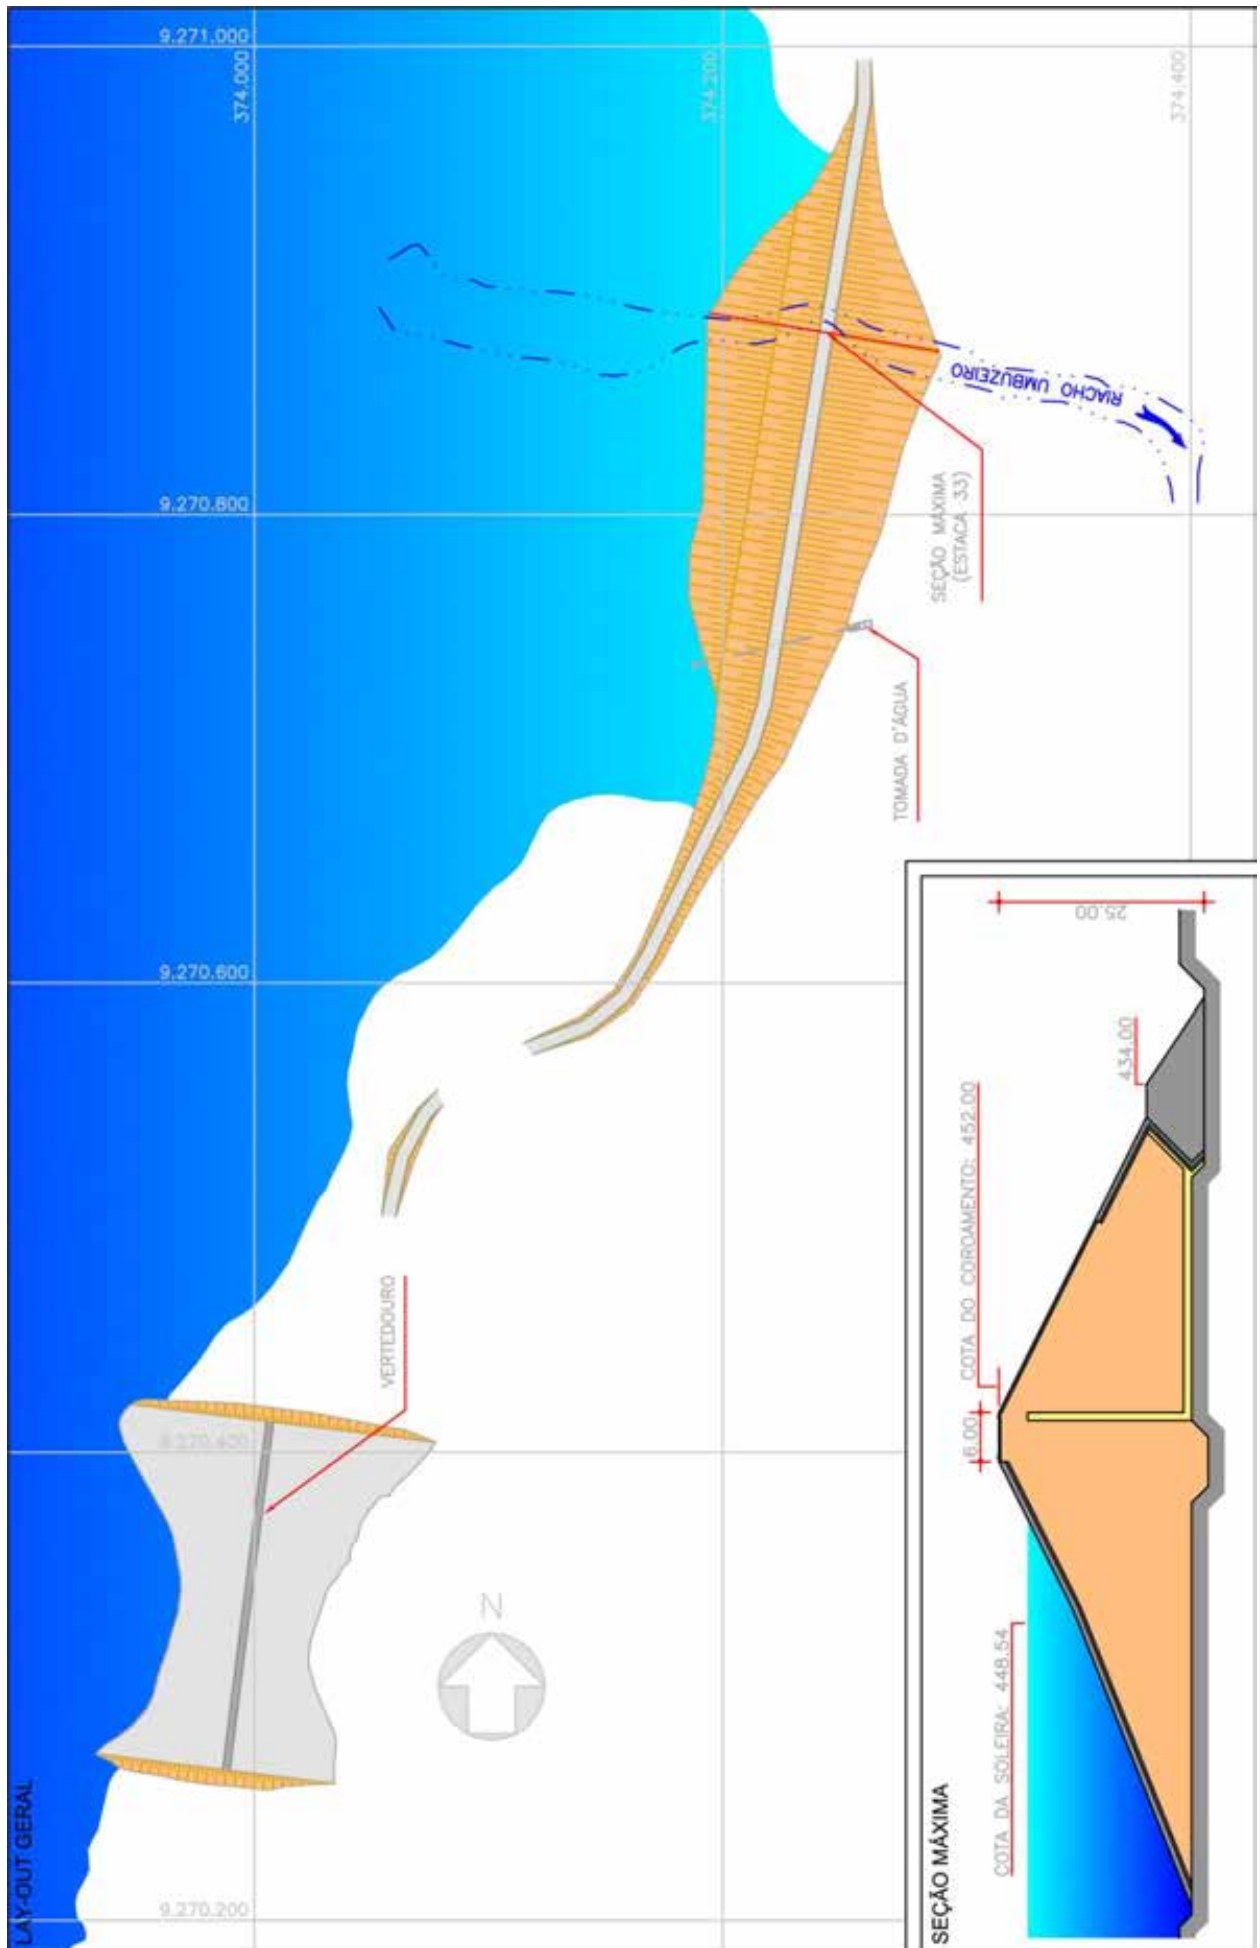 LAY-OUT GERAL
9.271.000
374.000
374.200
374.400
9.270.800
9.270.600
9.270.400
9.270.200
RIACHO UMBUZEIRO
SEÇÃO MÁXIMA
(ESTACA 33)
TOMADA D'ÁGUA
VERTEDOURO
N
SEÇÃO MÁXIMA
COTA DA SOLEIRA: 448.54
6.00
COTA DO COROAMENTO: 452.00
434.00
25.00